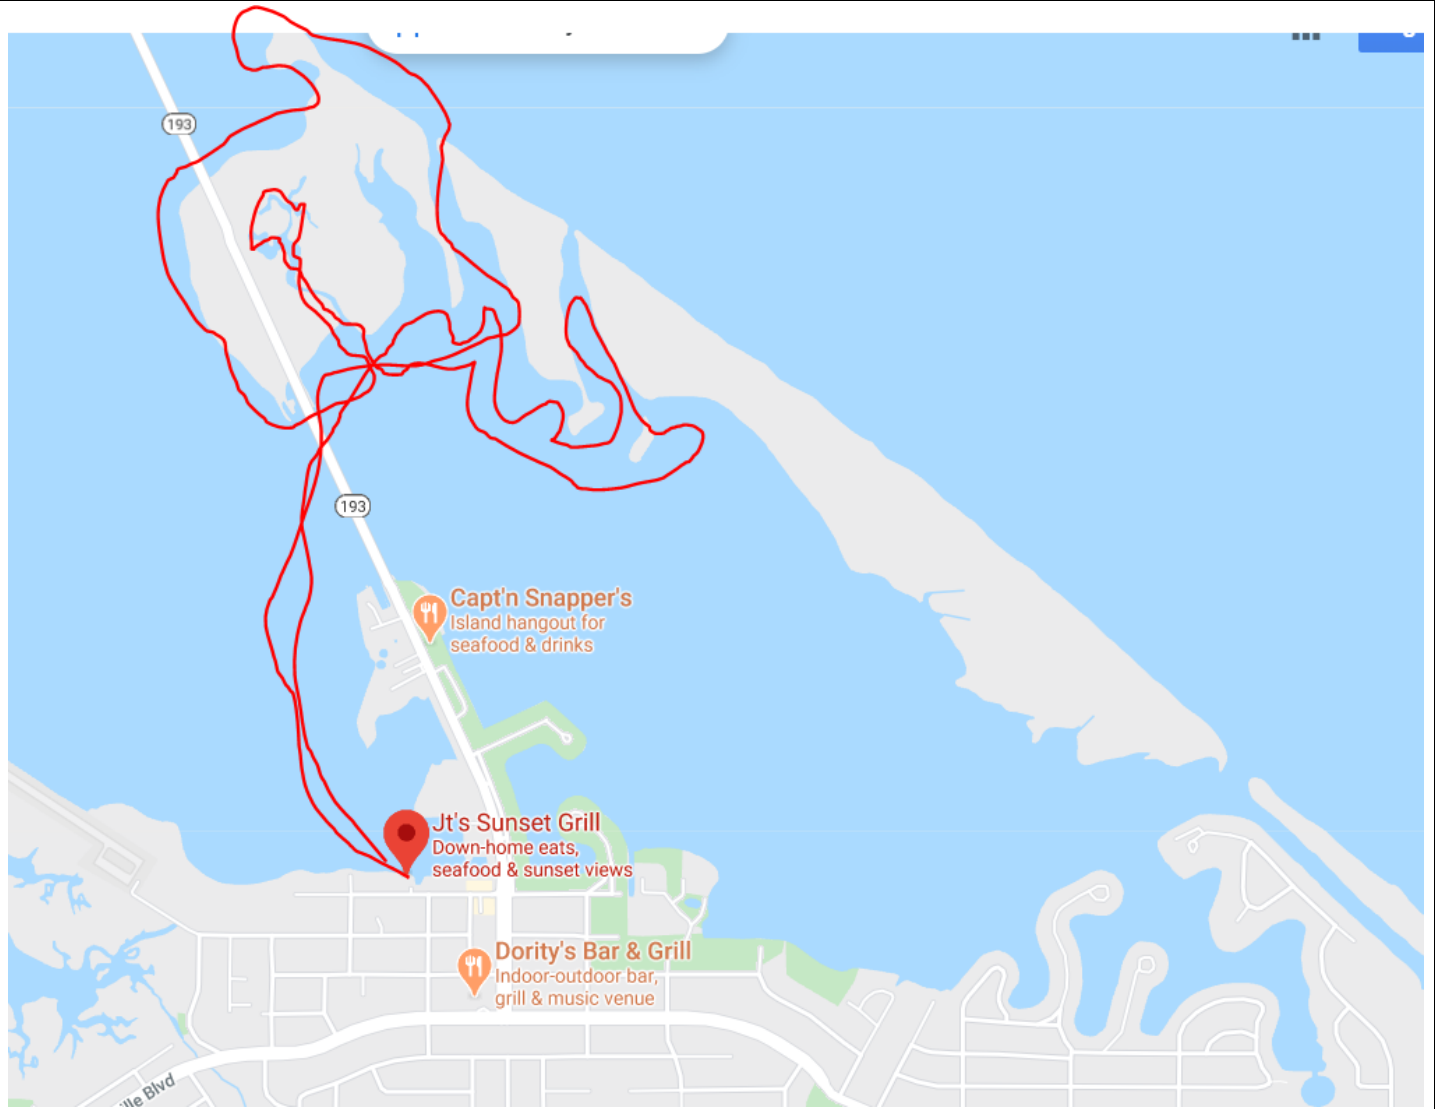 193
193
Capt'n Snapper's
Island hangout for
seafood & drinks
Jt's Sunset Grill
Down-home eats,
seafood & sunset views
Dority's Bar & Grill
Indoor-outdoor bar,
grill & music venue
ille Blvd